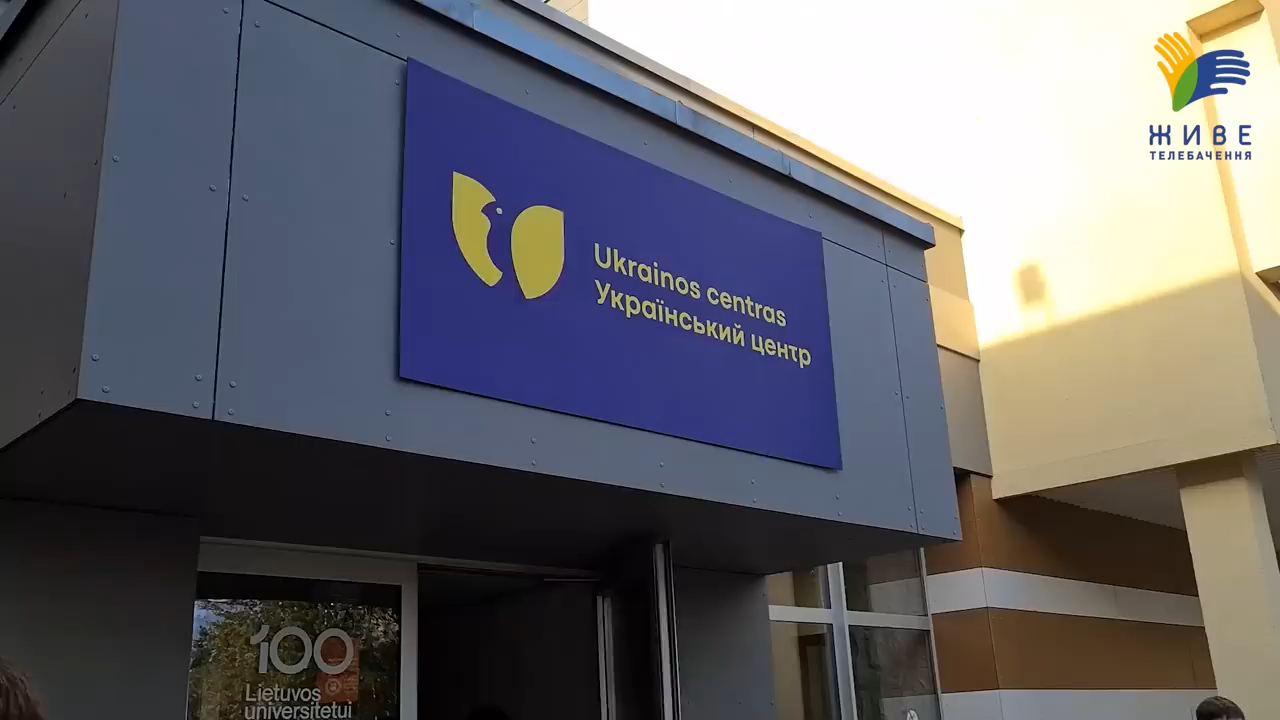 ЖИВЕ
ТЕЛЕБАЧЕННЯ
Ukrainos centras
Український центр
100
Lietuvos
universitetui